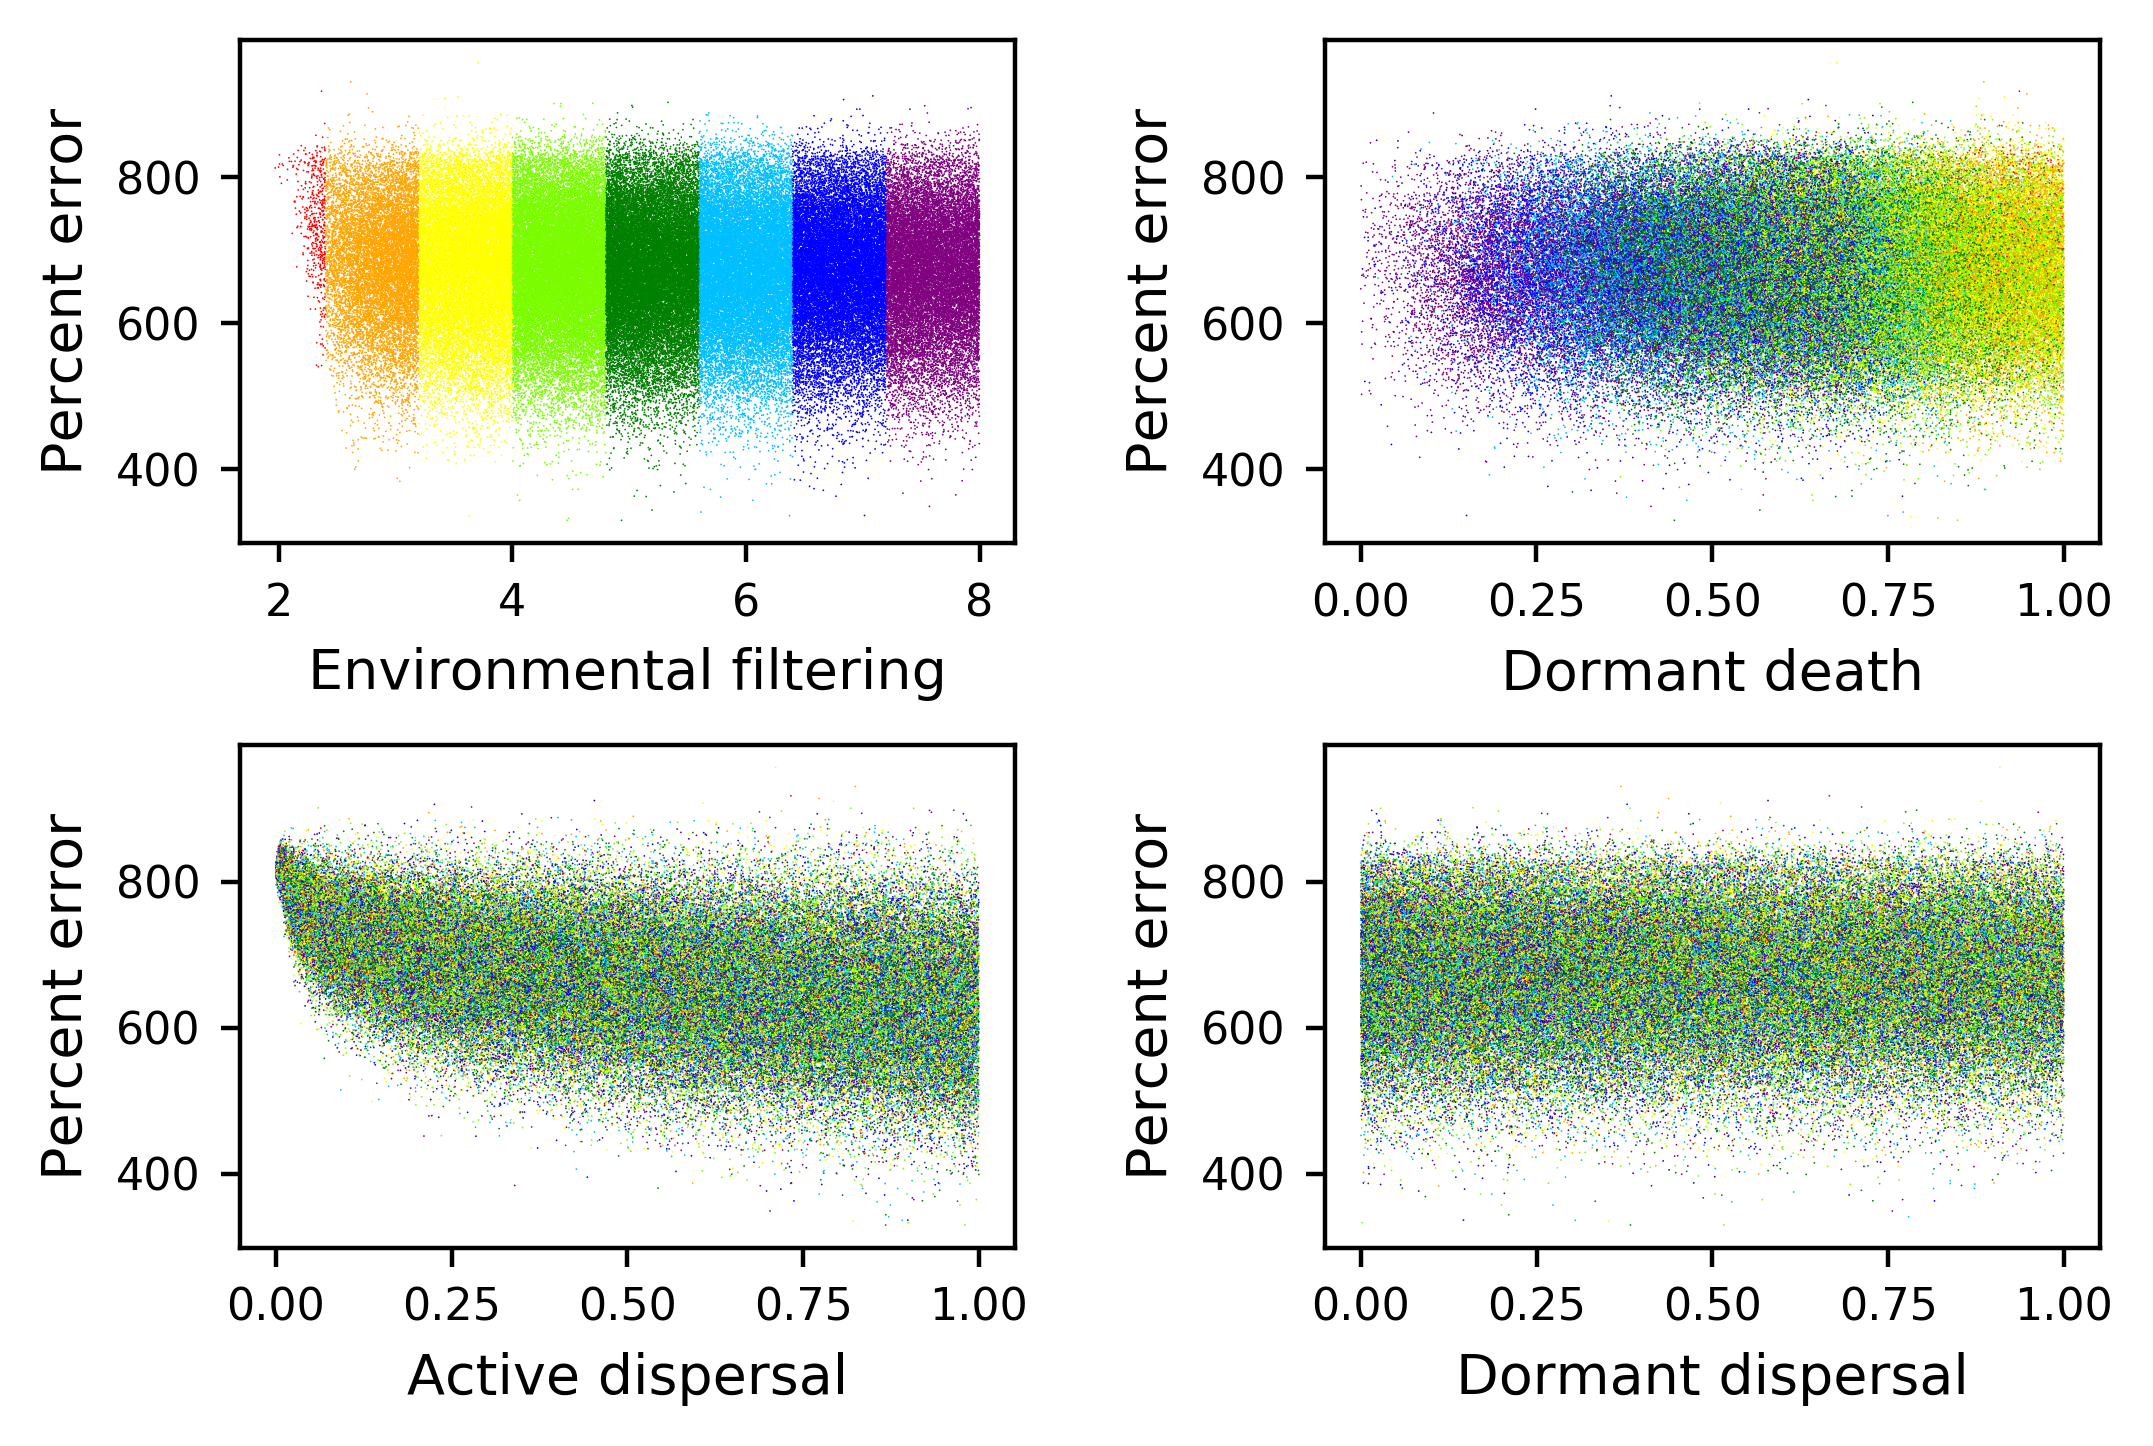 Percent error
800
600
400
2 4 6 8
Environmental filtering
Percent error
800
600
400
0.00 0.25 0.50 0.75 1.00
Dormant death
Percent error
800
600
400
0.00 0.25 0.50 0.75 1.00
Active dispersal
Percent error
800
600
400
0.00 0.25 0.50 0.75 1.00
Dormant dispersal